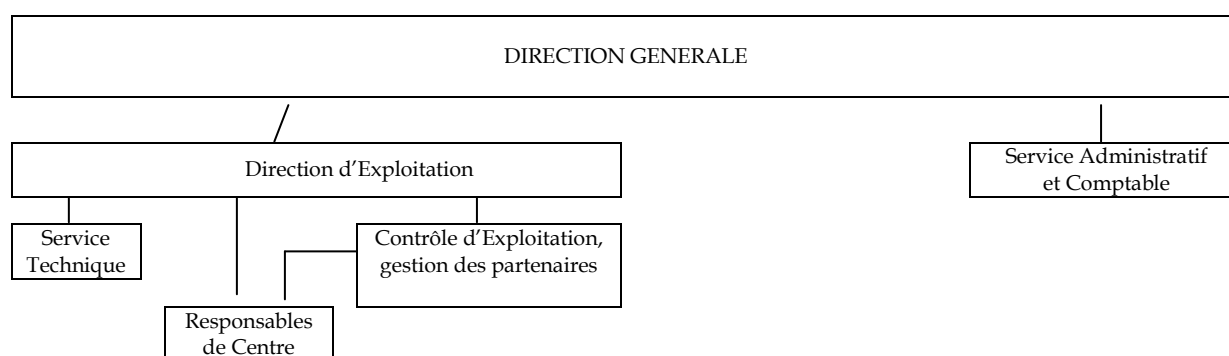 DIRECTION GENERALE
Direction d’Exploitation
Service Administratif
et Comptable
Service
Technique
Contrôle d’Exploitation,
gestion des partenaires
Responsables
de Centre